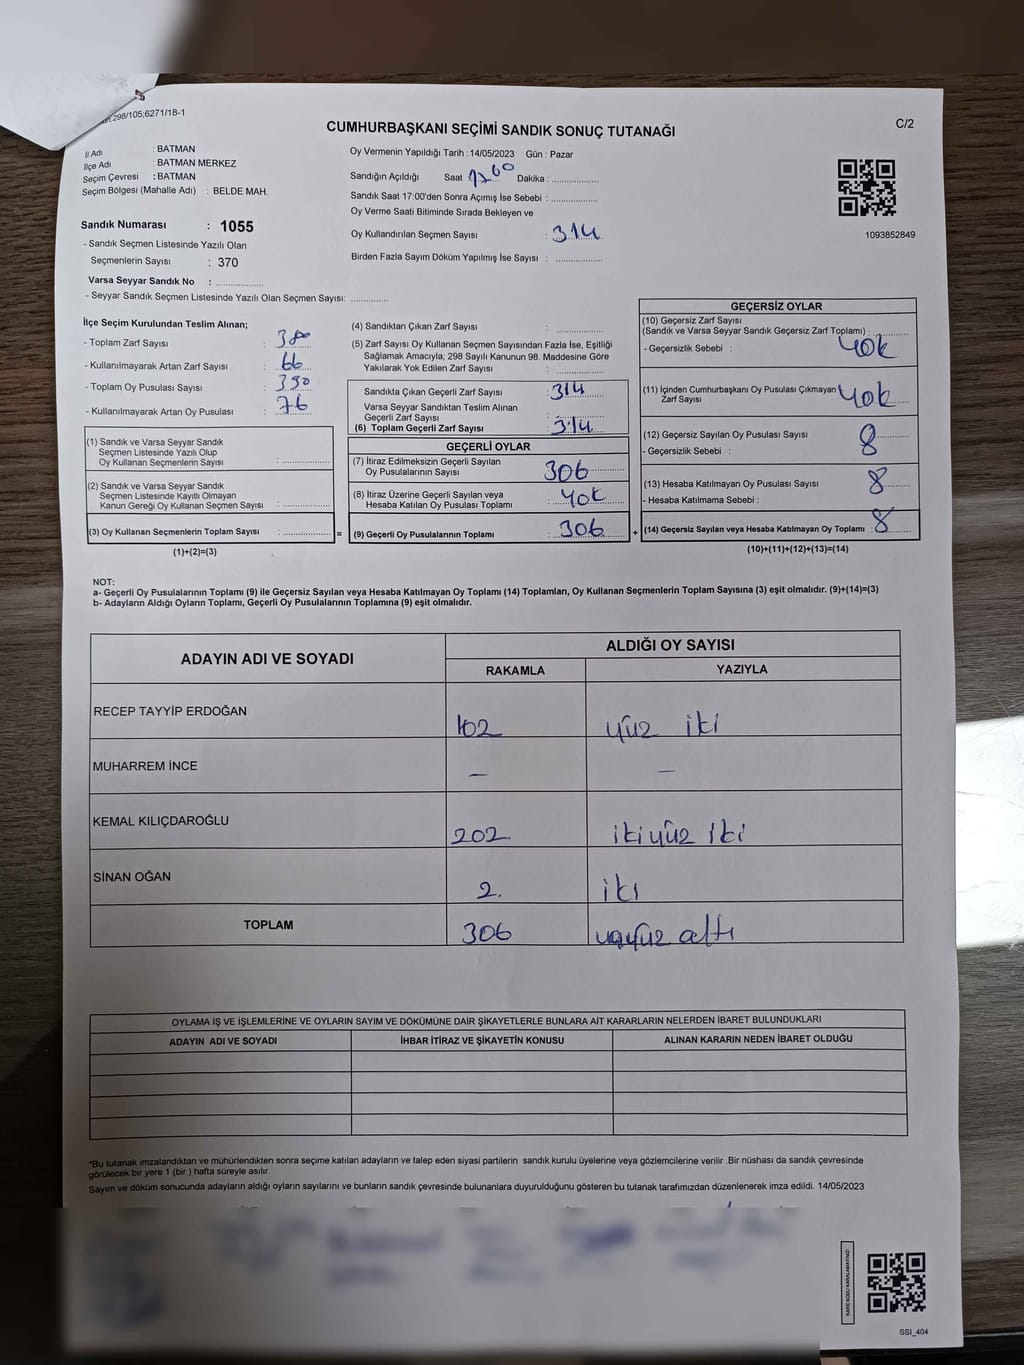 298/105;6271/18-1
CUMHURBAŞKANI SEÇİMİ SANDIK SONUÇ TUTANAĞI
C/2
İl Adı : BATMAN
İlçe Adı : BATMAN MERKEZ
Seçim Çevresi : BATMAN
Seçim Bölgesi (Mahalle Adı) : BELDE MAH.
Sandık Numarası : 1055
- Sandık Seçmen Listesinde Yazılı Olan
Seçmenlerin Sayısı : 370
Varsa Seyyar Sandık No : ................
- Seyyar Sandık Seçmen Listesinde Yazılı Olan Seçmen Sayısı: ............
Oy Vermenin Yapıldığı Tarih : 14/05/2023 Gün : Pazar
Sandığın Açıldığı Saat Dakika : ................
Sandık Saat 17:00'den Sonra Açımış İse Sebebi : ................
Oy Verme Saati Bitiminde Sırada Bekleyen ve
Oy Kullandırılan Seçmen Sayısı : 314
Birden Fazla Sayım Döküm Yapılmış İse Sayısı : ................
1093852849
İlçe Seçim Kurulundan Teslim Alınan;
- Toplam Zarf Sayısı : 380
- Kullanılmayarak Artan Zarf Sayısı : 66
- Toplam Oy Pusulası Sayısı : 390
- Kullanılmayarak Artan Oy Pusulası : 76
(1) Sandık ve Varsa Seyyar Sandık
Seçmen Listesinde Yazılı Olup
Oy Kullanan Seçmenlerin Sayısı : ................
(2) Sandık ve Varsa Seyyar Sandık
Seçmen Listesinde Kayıtlı Olmayan
Kanun Gereği Oy Kullanan Seçmen Sayısı : ................
(3) Oy Kullanan Seçmenlerin Toplam Sayısı : ................ =
(1)+(2)=(3)
(4) Sandıktan Çıkan Zarf Sayısı : ................
(5) Zarf Sayısı Oy Kullanan Seçmen Sayısından Fazla İse, Eşitliği
Sağlamak Amacıyla; 298 Sayılı Kanunun 98. Maddesine Göre
Yakılarak Yok Edilen Zarf Sayısı : ................
Sandıkta Çıkan Geçerli Zarf Sayısı : 314
Varsa Seyyar Sandıktan Teslim Alınan
Geçerli Zarf Sayısı : ................
(6) Toplam Geçerli Zarf Sayısı : 314
GEÇERLİ OYLAR
(7) İtiraz Edilmeksizin Geçerli Sayılan
Oy Pusulalarının Sayısı 306
(8) İtiraz Üzerine Geçerli Sayılan veya
Hesaba Katılan Oy Pusulası Toplamı yok
(9) Geçerli Oy Pusulalarının Toplamı : 306 +
GEÇERSİZ OYLAR
(10) Geçersiz Zarf Sayısı
(Sandık ve Varsa Seyyar Sandık Geçersiz Zarf Toplamı) : ............
- Geçersizlik Sebebi : yok
(11) İçinden Cumhurbaşkanı Oy Pusulası Çıkmayan
Zarf Sayısı yok
(12) Geçersiz Sayılan Oy Pusulası Sayısı 8
- Geçersizlik Sebebi :
(13) Hesaba Katılmayan Oy Pusulası Sayısı 8
- Hesaba Katılmama Sebebi :
(14) Geçersiz Sayılan veya Hesaba Katılmayan Oy Toplamı : 8
(10)+(11)+(12)+(13)=(14)
NOT:
a- Geçerli Oy Pusulalarının Toplamı (9) ile Geçersiz Sayılan veya Hesaba Katılmayan Oy Toplamı (14) Toplamları, Oy Kullanan Seçmenlerin Toplam Sayısına (3) eşit olmalıdır. (9)+(14)=(3)
b- Adayların Aldığı Oyların Toplamı, Geçerli Oy Pusulalarının Toplamına (9) eşit olmalıdır.
ADAYIN ADI VE SOYADI ALDIĞI OY SAYISI
RAKAMLA YAZIYLA
RECEP TAYYİP ERDOĞAN 102 yüz iki
MUHARREM İNCE — —
KEMAL KILIÇDAROĞLU 202. ikiyüz iki
SİNAN OĞAN 2. iki
TOPLAM 306 üçyüz altı
OYLAMA İŞ VE İŞLEMLERİNE VE OYLARIN SAYIM VE DÖKÜMÜNE DAİR ŞİKAYETLERLE BUNLARA AİT KARARLARIN NELERDEN İBARET BULUNDUKLARI
ADAYIN ADI VE SOYADI İHBAR İTİRAZ VE ŞİKAYETİN KONUSU ALINAN KARARIN NEDEN İBARET OLDUĞU
*Bu tutanak imzalandıktan ve mühürlendikten sonra seçime katılan adayların ve talep eden siyasi partilerin sandık kurulu üyelerine veya gözlemcilerine verilir .Bir nüshası da sandık çevresinde
görülecek bir yere 1 (bir ) hafta süreyle asılır.
Sayım ve döküm sonucunda adayların aldığı oyların sayılarını ve bunların sandık çevresinde bulunanlara duyurulduğunu gösteren bu tutanak tarafımızdan düzenlenerek imza edildi. 14/05/2023
KARE KODU KARALAMAYINIZ!
SSİ_404